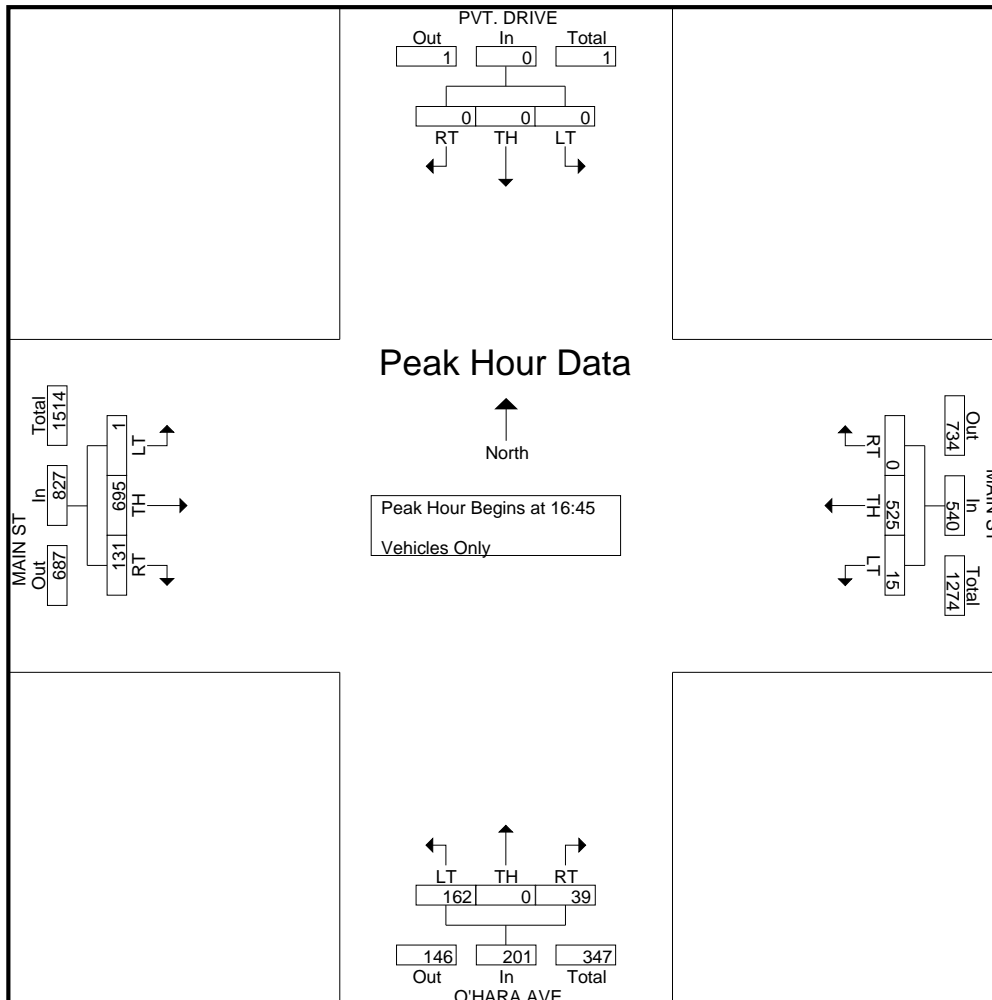 PVT. DRIVE
Out In Total
1 0 1
0 0 0
RT TH LT
Peak Hour Data
North
Peak Hour Begins at 16:45
Vehicles Only
MAIN ST
Total In Out
1514 827 687
1 695 131
LT TH RT
MAIN ST
Out In Total
734 540 1274
0 525 15
RT TH LT
LT TH RT
162 0 39
146 201 347
Out In Total
O'HARA AVE